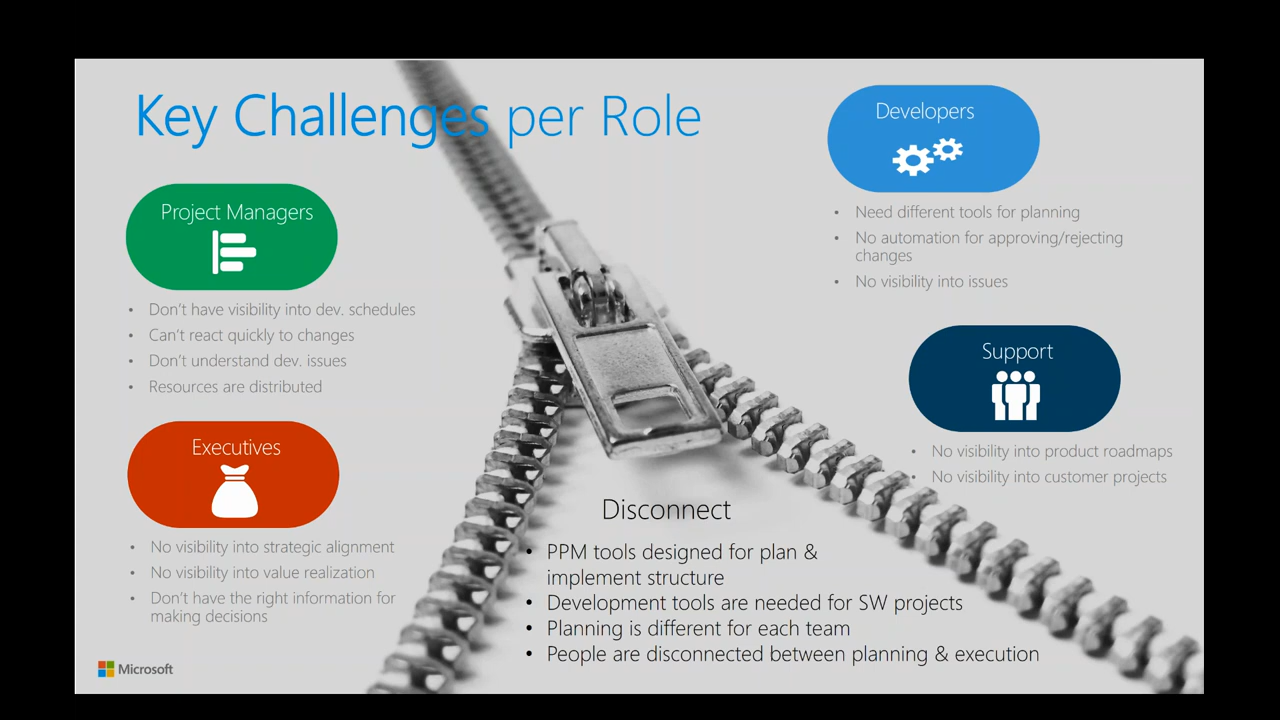 Key Challenges per Role
Project Managers
• Don't have visibility into dev. schedules
• Can't react quickly to changes
• Don't understand dev. issues
• Resources are distributed
Executives
• No visibility into strategic alignment
• No visibility into value realization
• Don't have the right information for
making decisions
Developers
• Need different tools for planning
• No automation for approving/rejecting
changes
• No visibility into issues
Support
• No visibility into product roadmaps
• No visibility into customer projects
Disconnect
• PPM tools designed for plan &
implement structure
• Development tools are needed for SW projects
• Planning is different for each team
• People are disconnected between planning & execution
Microsoft